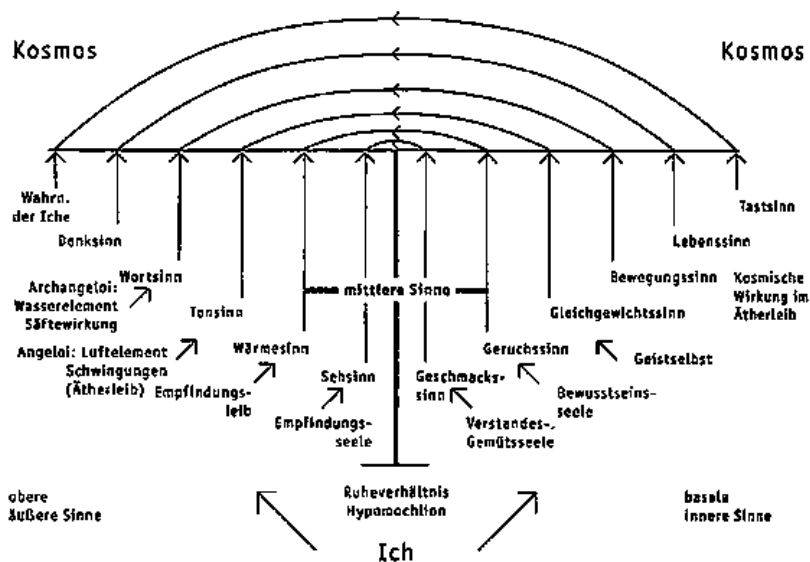 Kosmos
Kosmos
Wahrn.
der Iche
Denksinn
Wortsinn
Tonsinn
Wärmesinn
Sehsinn
Geschmacks-
sinn
Geruchssinn
Gleichgewichtssinn
Bewegungssinn
Lebenssinn
Tastsinn
mittlere Sinne
Archangeloi:
Wasserelement
Säftewirkung
Angeloi: Luftelement
Schwingungen
(Ätherleib)
Empfindungs-
leib
Empfindungs-
seele
Verstandes-
Gemütsseele
Bewusstseins-
seele
Geistselbst
Kosmische
Wirkung im
Ätherleib
obere
äußere Sinne
Ruheverhältnis
Hypomochlion
basale
innere Sinne
Ich